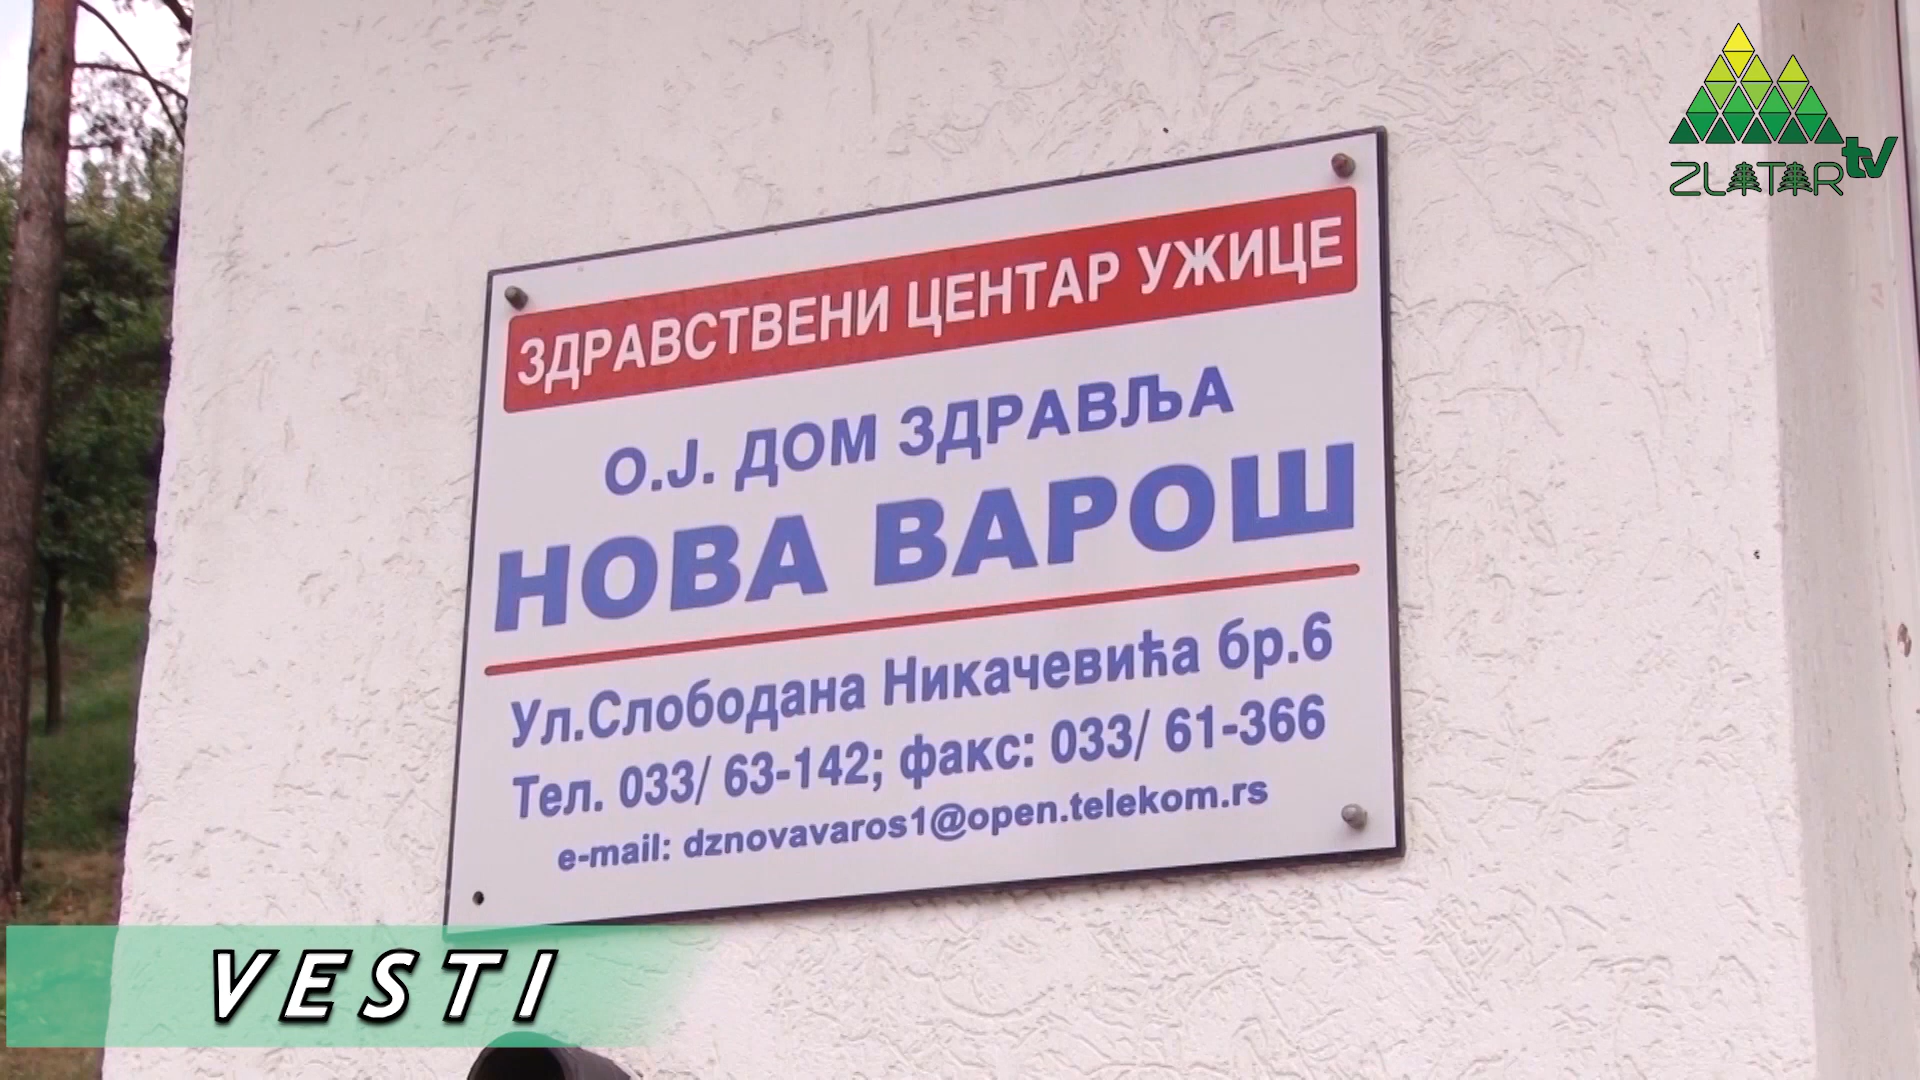 ZLATAR tv
ЗДРАВСТВЕНИ ЦЕНТАР УЖИЦЕ
О.Ј. ДОМ ЗДРАВЉА
НОВА ВАРОШ
Ул.Слободана Никачевића бр.6
Тел. 033/ 63-142; факс: 033/ 61-366
e-mail: dznovavaros1@open.telekom.rs
VESTI